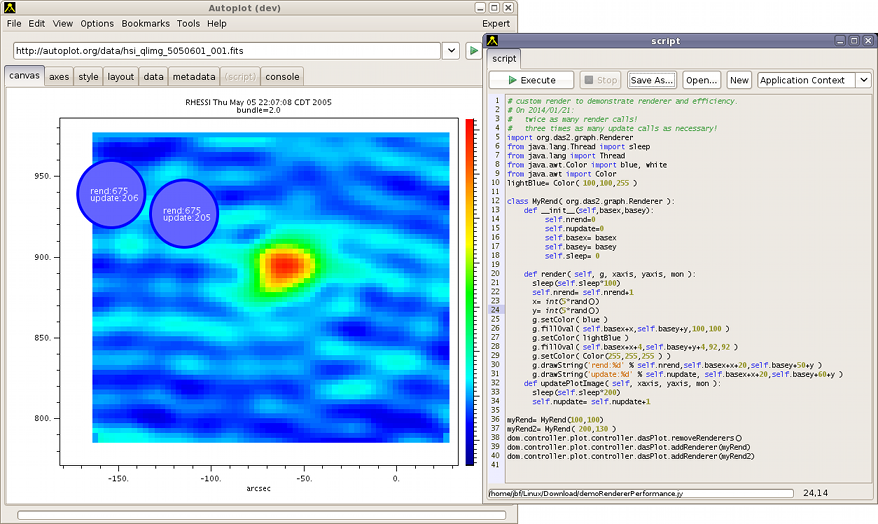 Autoplot (dev)
File Edit View Options Bookmarks Tools Help Expert
http://autoplot.org/data/hsi_qlimg_5050601_001.fits
canvas axes style layout data metadata (script) console
RHESSI Thu May 05 22:07:08 CDT 2005
bundle=2.0
950.
900.
850.
800.
-150. -100. -50. 0.
arcsec
rend:675
update:206
rend:675
update:205
script
script
Execute Stop Save As... Open... New Application Context
1 # custom render to demonstrate renderer and efficiency.
2 # On 2014/01/21:
3 #   twice as many render calls!
4 #   three times as many update calls as necessary!
5 import org.das2.graph.Renderer
6 from java.lang.Thread import sleep
7 from java.lang import Thread
8 from java.awt.Color import blue, white
9 from java.awt import Color
10 lightBlue= Color( 100,100,255 )
11
12 class MyRend( org.das2.graph.Renderer ):
13     def __init__(self,basex,basey):
14         self.nrend=0
15         self.nupdate=0
16         self.basex= basex
17         self.basey= basey
18         self.sleep= 0
19
20     def render( self, g, xaxis, yaxis, mon ):
21       sleep(self.sleep*100)
22       self.nrend= self.nrend+1
23       x= int(5*rand())
24       y= int(5*rand())
25       g.setColor( blue )
26       g.fillOval( self.basex+x,self.basey+y,100,100 )
27       g.setColor( lightBlue )
28       g.fillOval( self.basex+x+4,self.basey+y+4,92,92 )
29       g.setColor( Color(255,255,255 ) )
30       g.drawString('rend:%d' % self.nrend,self.basex+x+20,self.basey+50+y )
31       g.drawString('update:%d' % self.nupdate, self.basex+x+20,self.basey+60+y )
32     def updatePlotImage( self, xaxis, yaxis, mon ):
33       sleep(self.sleep*200)
34       self.nupdate= self.nupdate+1
35
36 myRend= MyRend(100,100)
37 myRend2= MyRend( 200,130 )
38 dom.controller.plot.controller.dasPlot.removeRenderers()
39 dom.controller.plot.controller.dasPlot.addRenderer(myRend)
40 dom.controller.plot.controller.dasPlot.addRenderer(myRend2)
41
/home/jbf/Linux/Download/demoRendererPerformance.jy 24,14